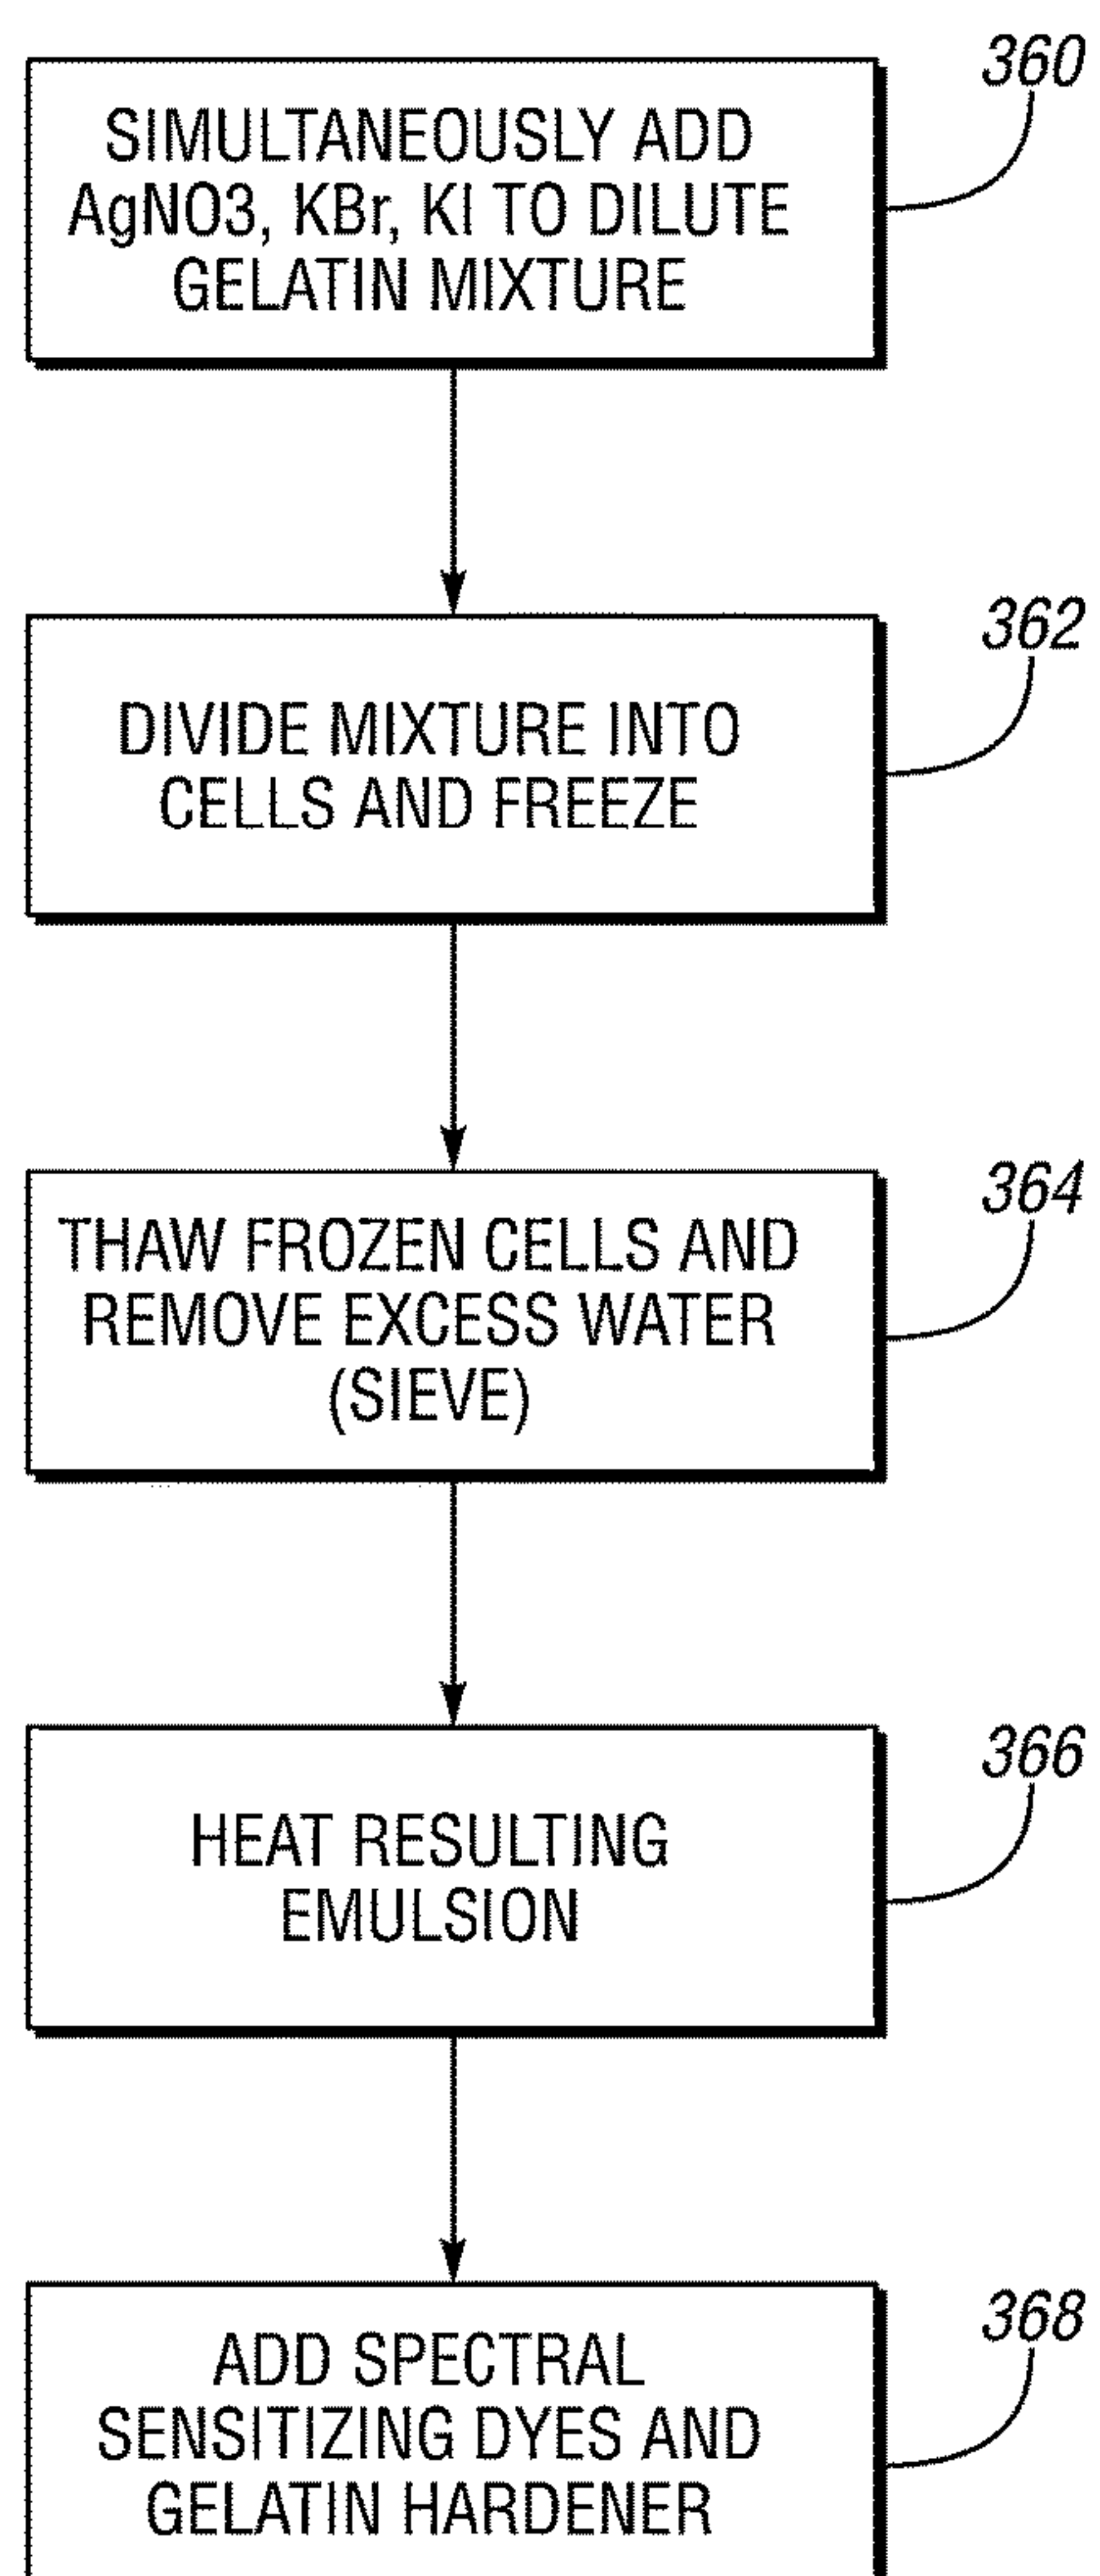 360
SIMULTANEOUSLY ADD
AgNO3, KBr, KI TO DILUTE
GELATIN MIXTURE
362
DIVIDE MIXTURE INTO
CELLS AND FREEZE
364
THAW FROZEN CELLS AND
REMOVE EXCESS WATER
(SIEVE)
366
HEAT RESULTING
EMULSION
368
ADD SPECTRAL
SENSITIZING DYES AND
GELATIN HARDENER